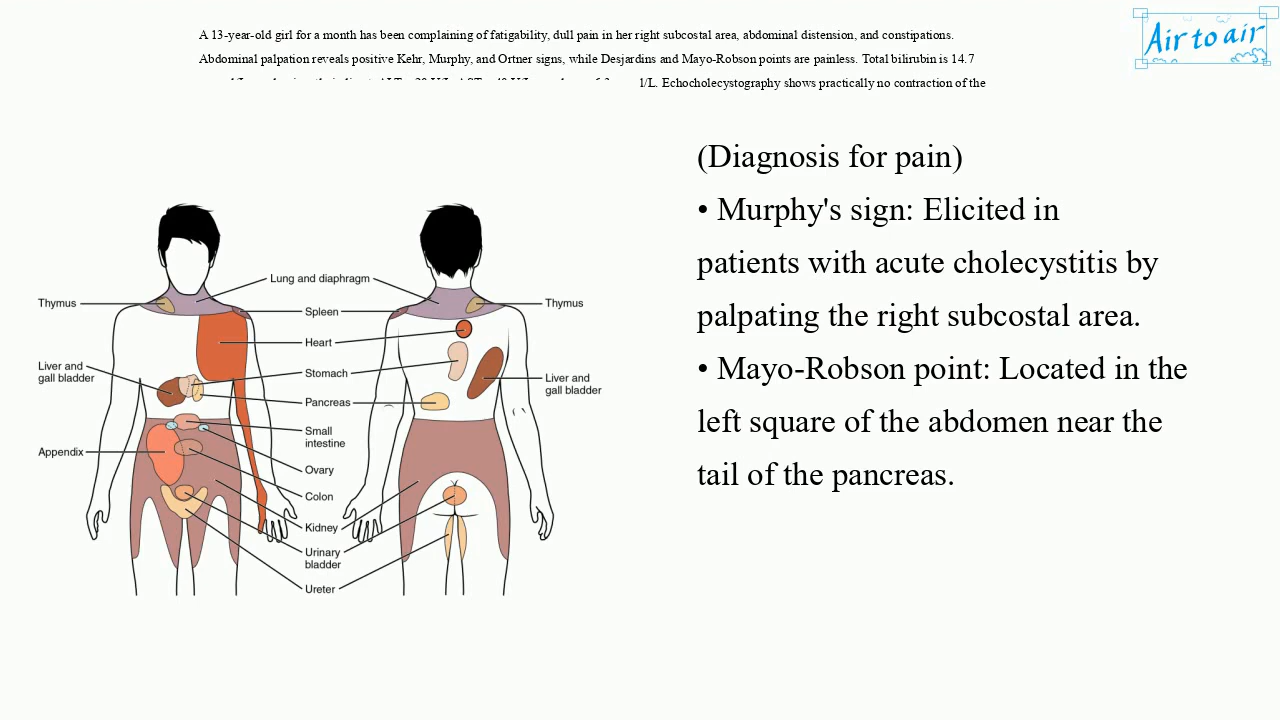 A 13-year-old girl for a month has been complaining of fatigability, dull pain in her right subcostal area, abdominal distension, and constipations.
Abdominal palpation reveals positive Kehr, Murphy, and Ortner signs, while Desjardins and Mayo-Robson points are painless. Total bilirubin is 14.7
l/L. Echocholecystography shows practically no contraction of the
Air to air
(Diagnosis for pain)
• Murphy's sign: Elicited in
patients with acute cholecystitis by
palpating the right subcostal area.
• Mayo-Robson point: Located in the
left square of the abdomen near the
tail of the pancreas.
Lung and diaphragm
Thymus
Thymus
Spleen
Heart
Liver and
gall bladder
Stomach
Liver and
gall bladder
Pancreas
Small
intestine
Appendix
Ovary
Colon
Kidney
Urinary
bladder
Ureter